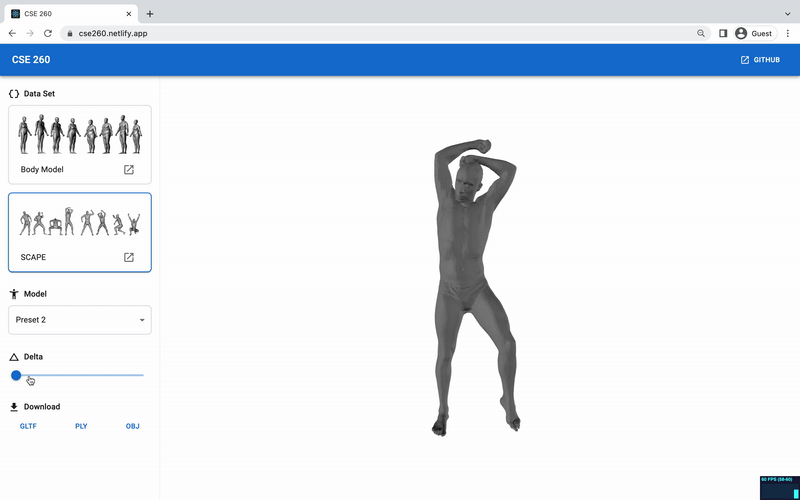 CSE 260
cse260.netlify.app
Guest
CSE 260
GITHUB
Data Set
Body Model
SCAPE
Model
Preset 2
Delta
Download
GLTF PLY OBJ
60 FPS (58-60)